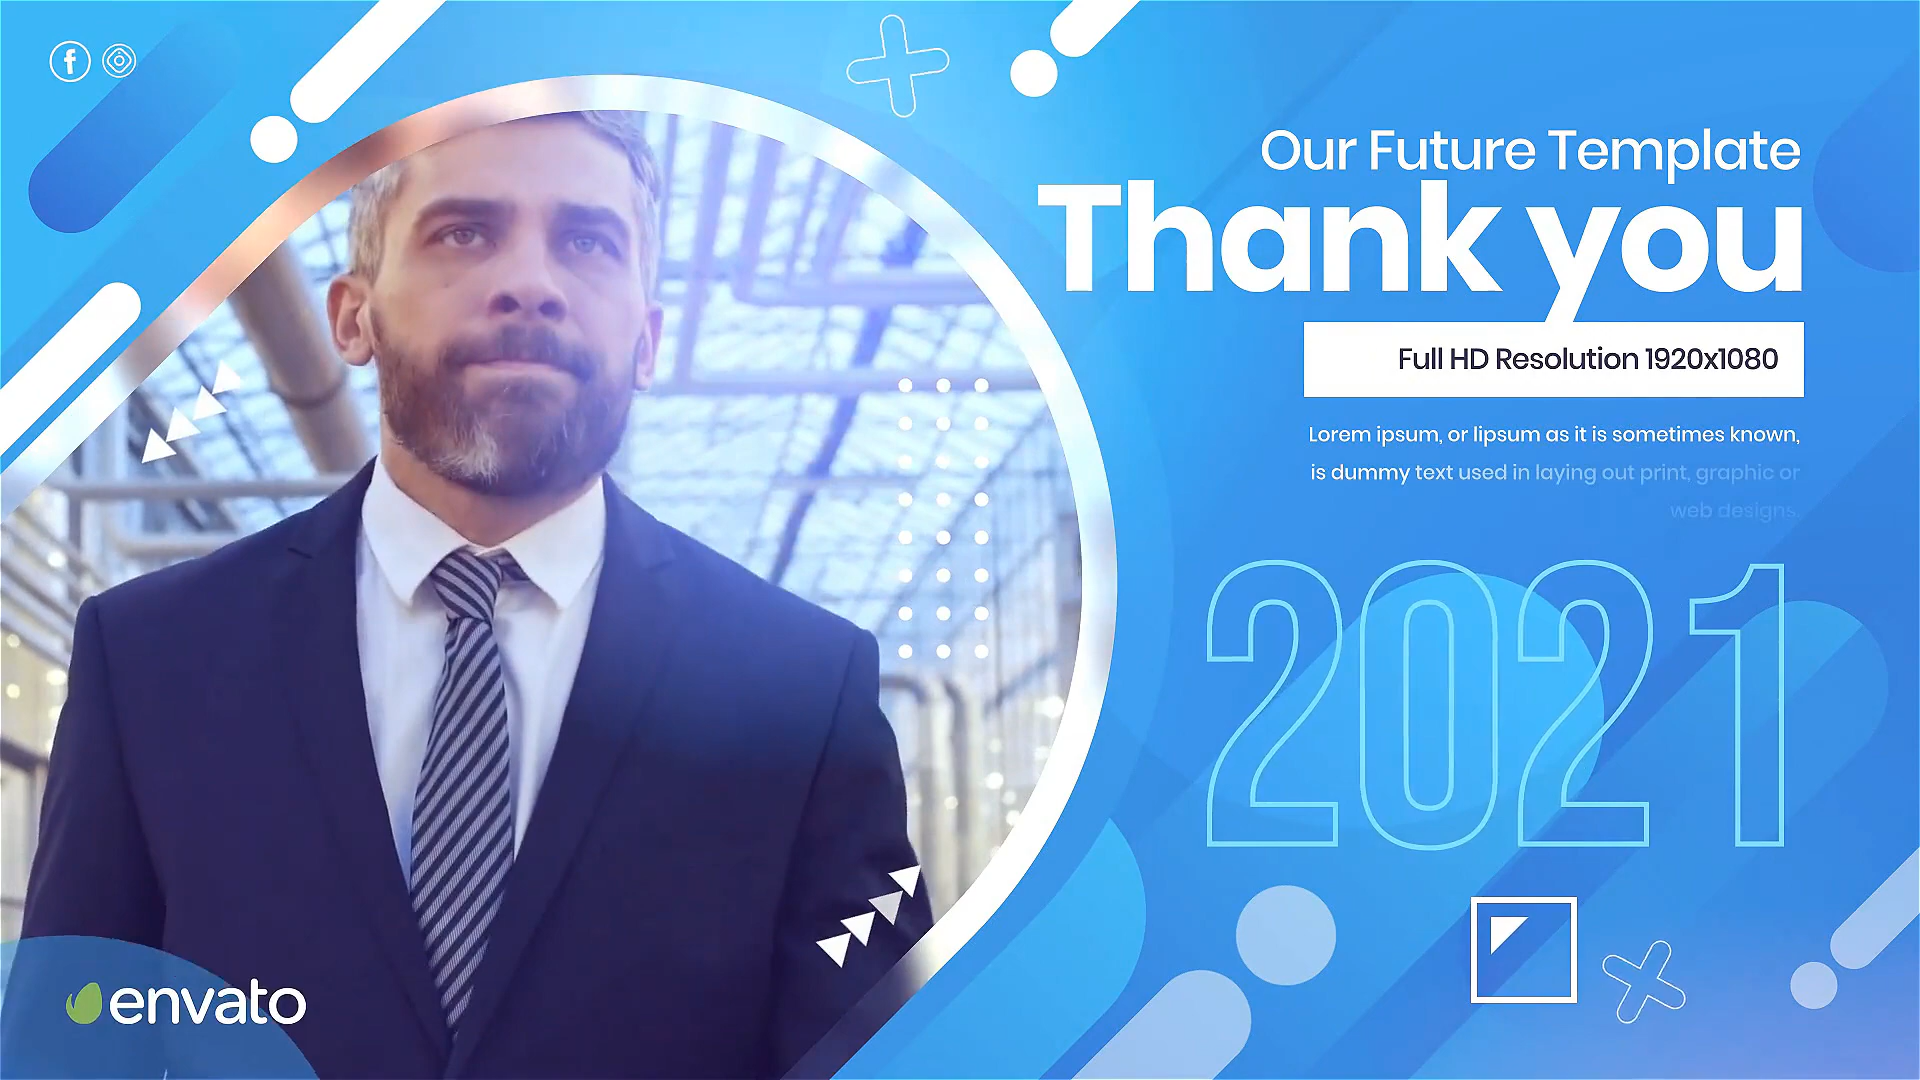 Our Future Template
Thank you
Full HD Resolution 1920x1080
Lorem ipsum, or lipsum as it is sometimes known,
is dummy text used in laying out print, graphic or
web designs.
2021
envato